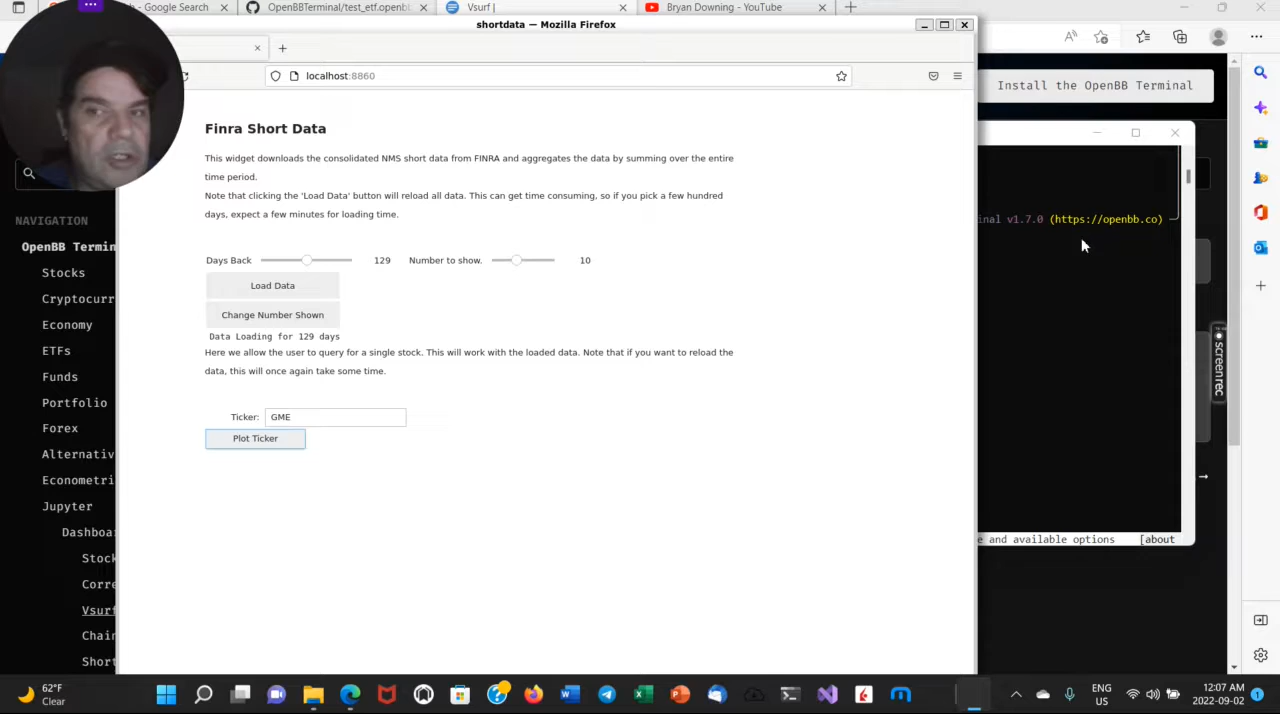 - Google Search
OpenBBTerminal/test_etf.openb
Vsurf |
Bryan Downing - YouTube
shortdata — Mozilla Firefox
localhost:8860
Install the OpenBB Terminal
Finra Short Data
This widget downloads the consolidated NMS short data from FINRA and aggregates the data by summing over the entire
time period.
Note that clicking the 'Load Data' button will reload all data. This can get time consuming, so if you pick a few hundred
days, expect a few minutes for loading time.
inal v1.7.0 (https://openbb.co)
Days Back 129 Number to show. 10
Load Data
Change Number Shown
Data Loading for 129 days
Here we allow the user to query for a single stock. This will work with the loaded data. Note that if you want to reload the
data, this will once again take some time.
Ticker: GME
Plot Ticker
NAVIGATION
OpenBB Termin
Stocks
Cryptocurr
Economy
ETFs
Funds
Portfolio
Forex
Alternativ
Econometri
Jupyter
Dashboa
Stock
Corre
Vsurf
Chain
Short
e and available options [about
screenrec
62°F
Clear
ENG
US
12:07 AM
2022-09-02
1